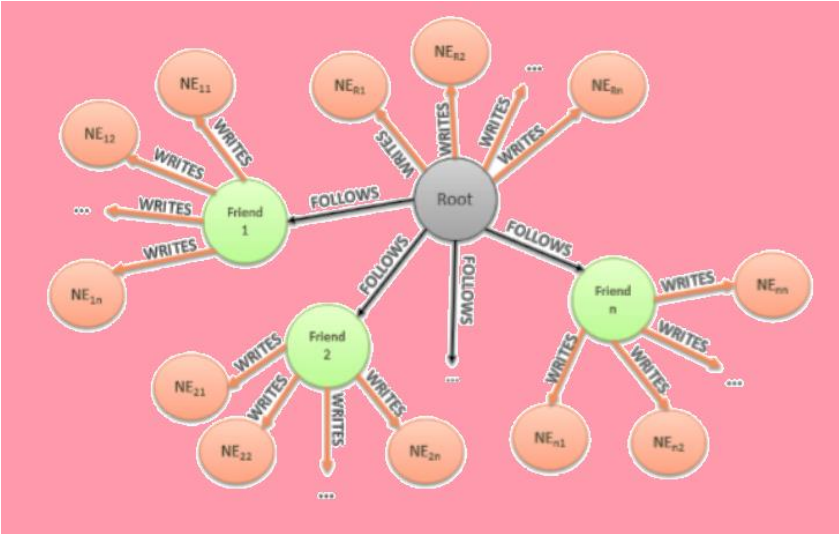 NE11
NE12
...
NE1n
WRITES
WRITES
WRITES
WRITES
Friend
1
FOLLOWS
NER1
NER2
...
NERn
WRITES
WRITES
WRITES
WRITES
Root
FOLLOWS
FOLLOWS
FOLLOWS
...
Friend
2
WRITES
WRITES
WRITES
WRITES
NE21
NE22
...
NE2n
Friend
n
WRITES
WRITES
WRITES
WRITES
NEnn
...
NEn1
NEn2